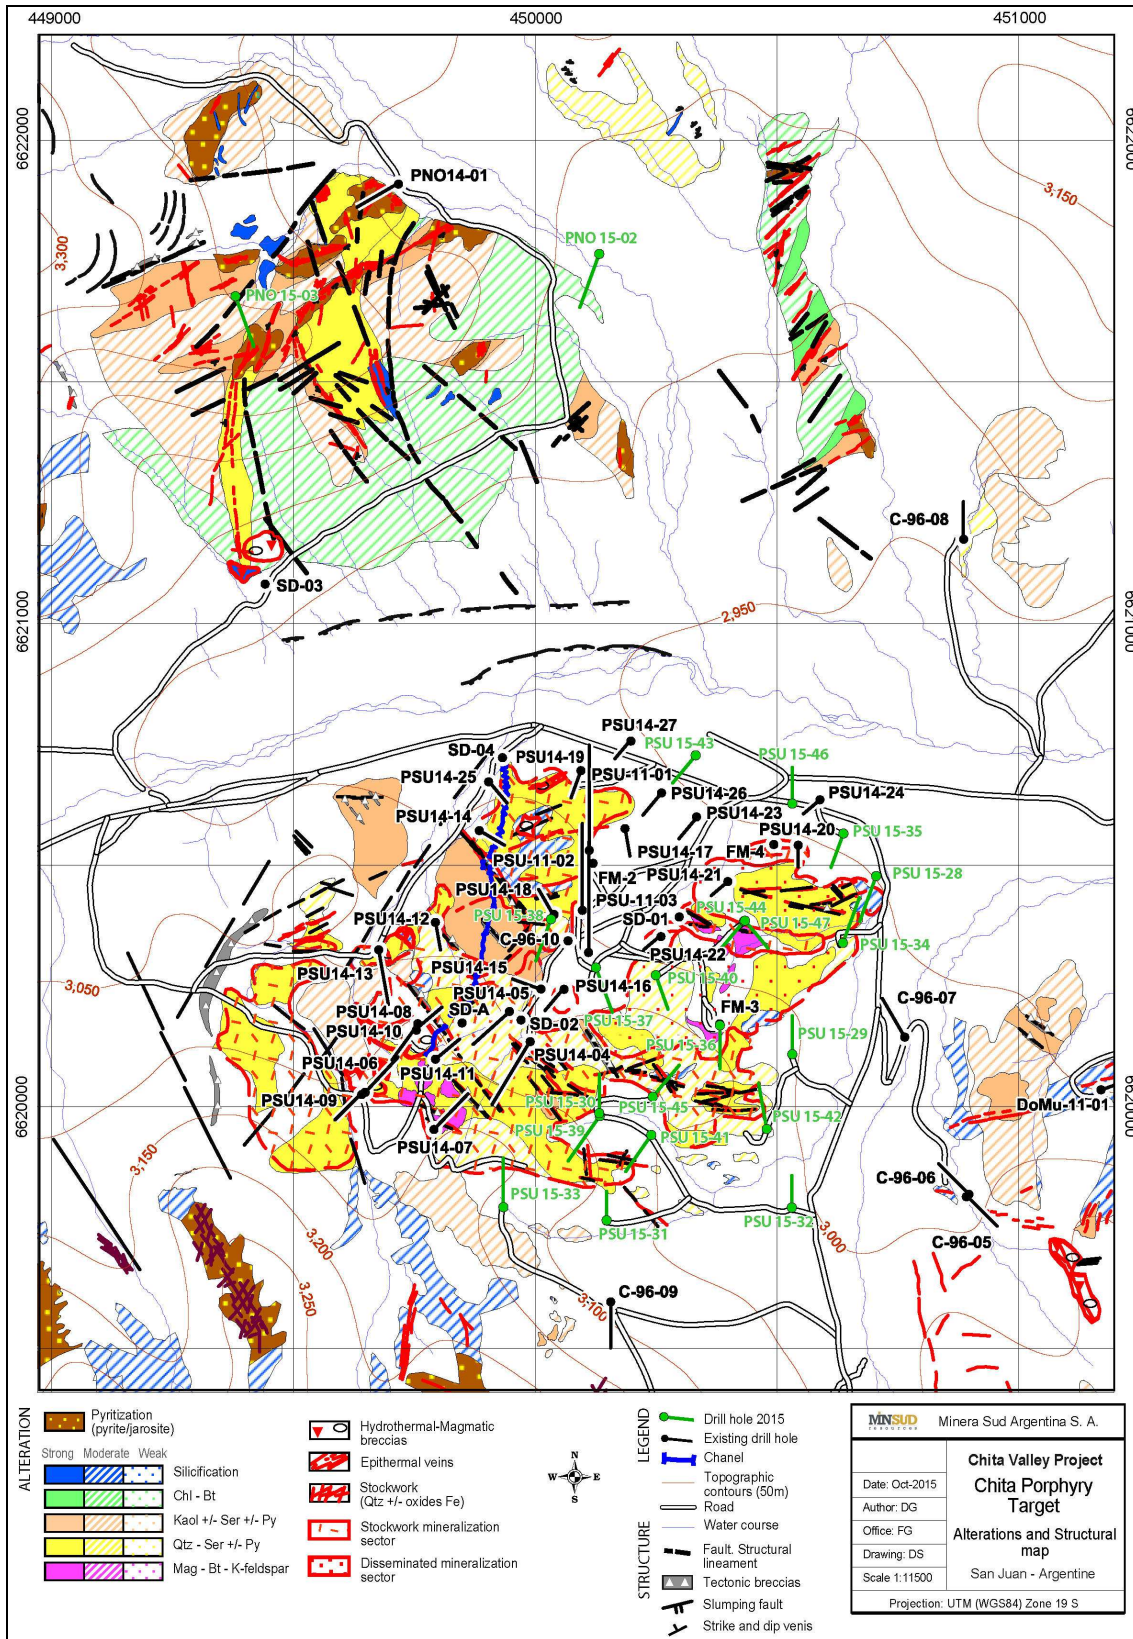 449000
450000
451000
6622000
6622000
PNO14-01
3,150
PNO 15-02
3,300
PNO 15-03
C-96-08
SD-03
6621000
6621000
2,950
PSU14-27
PSU 15-43
PSU 15-46
SD-04
PSU14-19
PSU14-25
PSU-11-01
PSU14-26
PSU14-24
PSU14-14
PSU14-23
PSU14-20
PSU 15-35
PSU-11-02
PSU14-17
FM-4
FM-2
PSU14-21
PSU 15-28
PSU14-18
PSU-11-03
PSU14-12
PSU 15-38
SD-01
PSU 15-44
PSU 15-47
C-96-10
PSU 15-34
PSU14-22
PSU14-13
PSU14-15
PSU 15-40
3,050
PSU14-05
PSU14-16
PSU14-08
SD-A
FM-3
C-96-07
PSU14-10
SD-02
PSU 15-37
PSU 15-29
PSU14-06
PSU14-04
PSU 15-36
PSU14-11
PSU14-09
PSU 15-30
PSU 15-45
DoMu-11-01
6620000
6620000
PSU 15-39
PSU 15-42
PSU14-07
PSU 15-41
3,150
C-96-06
PSU 15-33
PSU 15-32
PSU 15-31
3,000
3,200
C-96-05
3,250
C-96-09
3,100
ALTERATION
Pyritization
(pyrite/jarosite)
Strong Moderate Weak
Silicification
Chl - Bt
Kaol +/- Ser +/- Py
Qtz - Ser +/- Py
Mag - Bt - K-feldspar
Hydrothermal-Magmatic
breccias
Epithermal veins
Stockwork
(Qtz +/- oxides Fe)
Stockwork mineralization
sector
Disseminated mineralization
sector
N
W E
S
LEGEND
Drill hole 2015
Existing drill hole
Chanel
Topographic
contours (50m)
Road
Water course
STRUCTURE
Fault. Structural
lineament
Tectonic breccias
Slumping fault
Strike and dip venis
MINSUD
Minera Sud Argentina S. A.
Date: Oct-2015
Author: DG
Office: FG
Drawing: DS
Scale 1:11500
Chita Valley Project
Chita Porphyry
Target
Alterations and Structural
map
San Juan - Argentine
Projection: UTM (WGS84) Zone 19 S